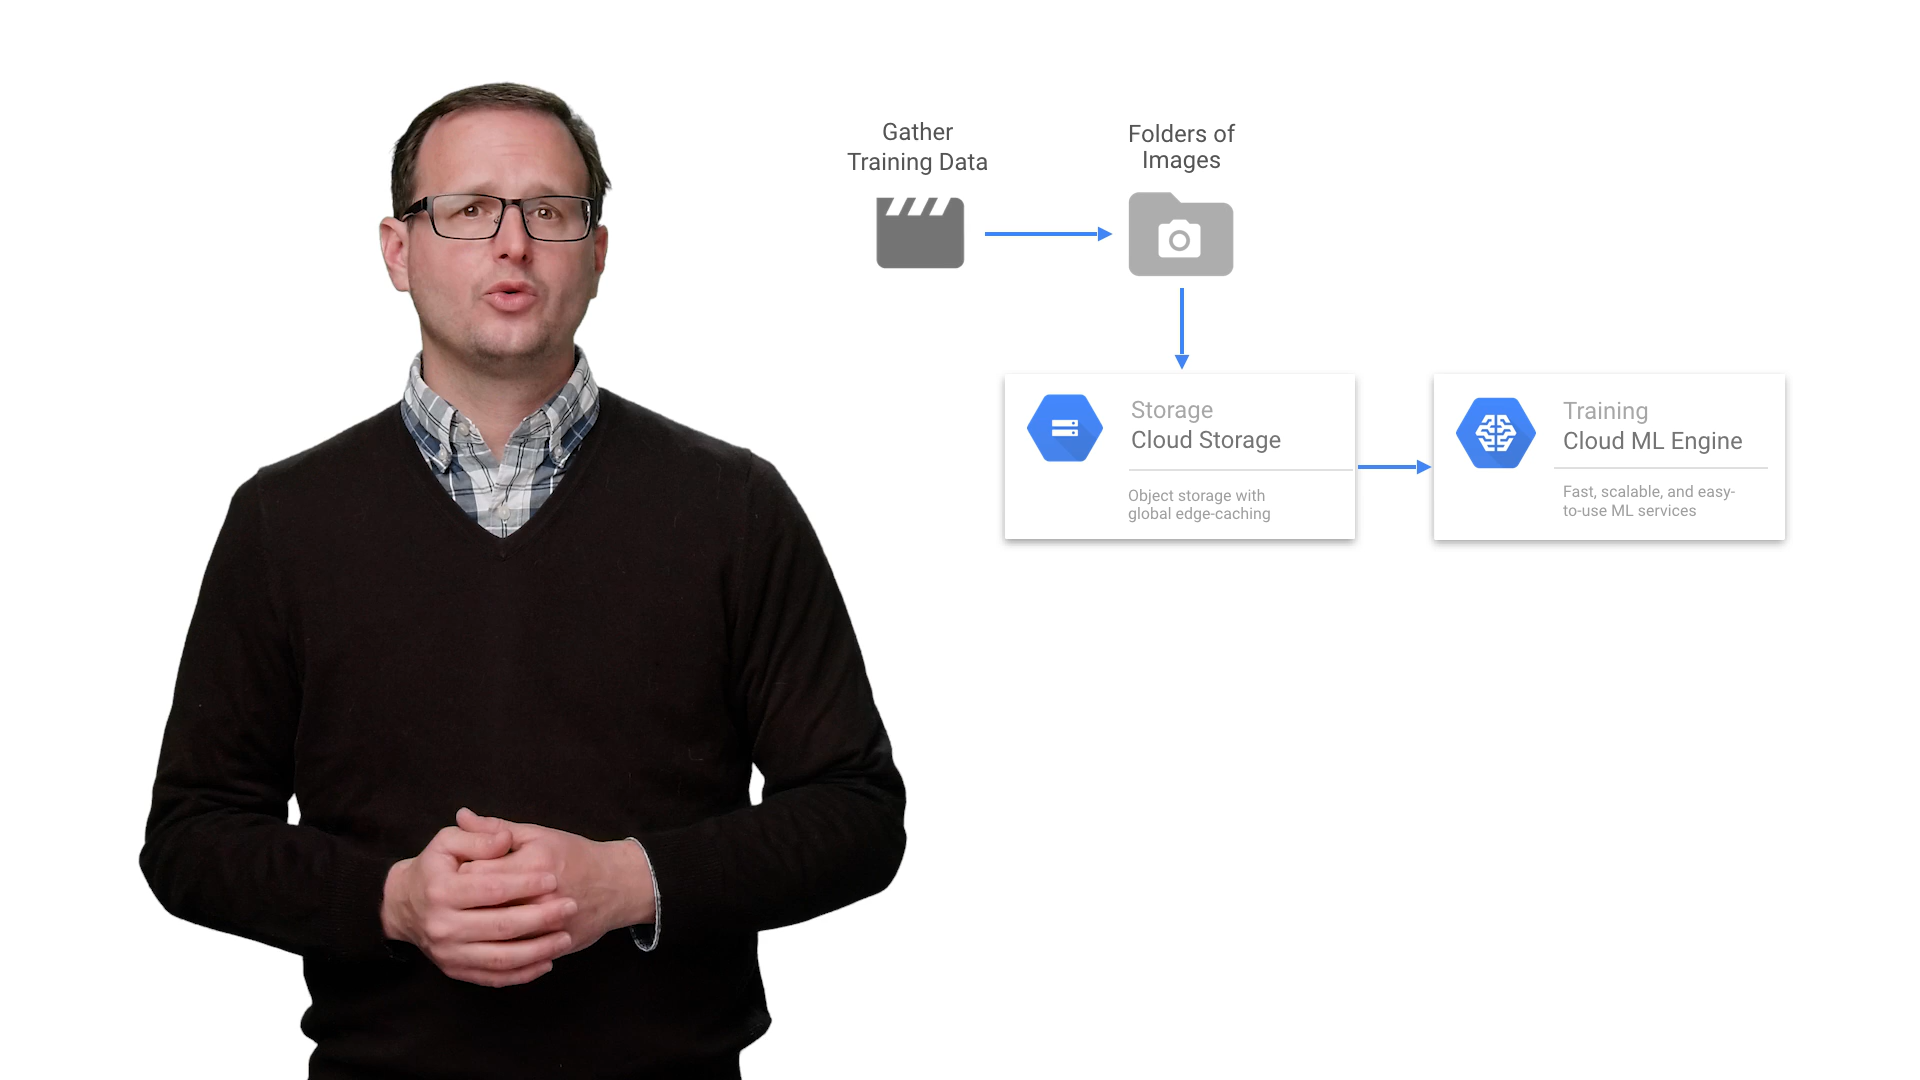 Gather
Training Data
Folders of
Images
Storage
Cloud Storage
Object storage with
global edge-caching
Training
Cloud ML Engine
Fast, scalable, and easy-
to-use ML services